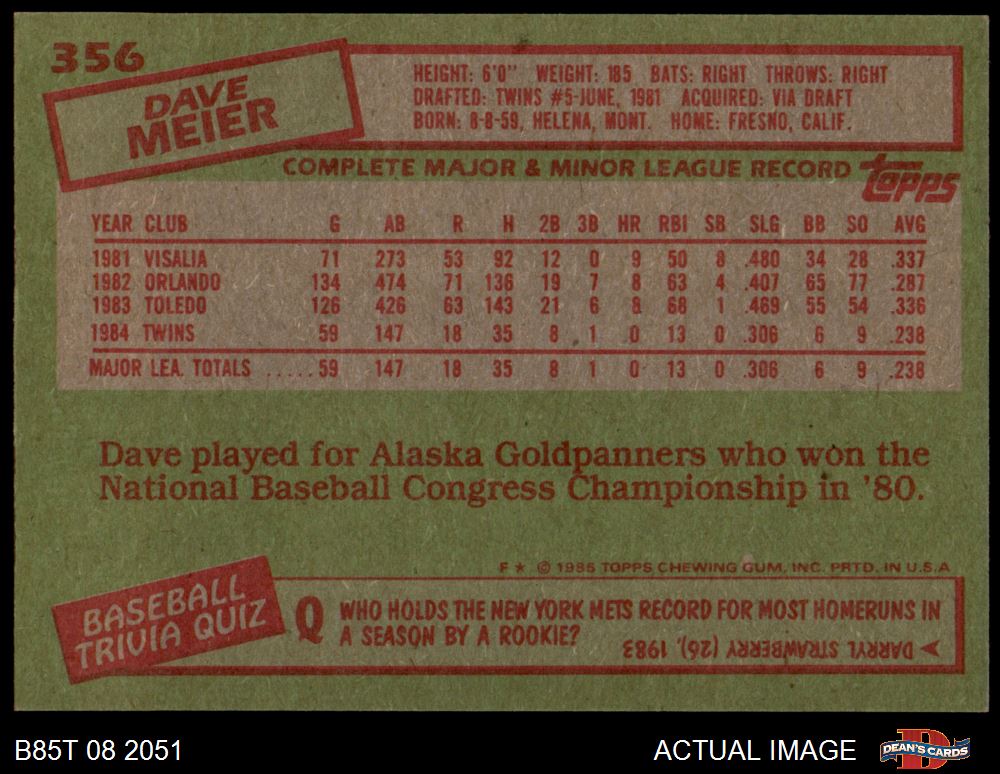 356
DAVE
MEIER
HEIGHT: 6'0" WEIGHT: 185 BATS: RIGHT THROWS: RIGHT
DRAFTED: TWINS #5-JUNE, 1981 ACQUIRED: VIA DRAFT
BORN: 8-8-59, HELENA, MONT. HOME: FRESNO, CALIF.
COMPLETE MAJOR & MINOR LEAGUE RECORD topps
YEAR CLUB G AB R H 2B 3B HR RBI SB SLG BB SO AVG
1981 VISALIA 71 273 53 92 12 0 9 50 8 .480 34 28 .337
1982 ORLANDO 134 474 71 136 19 7 8 63 4 .407 65 77 .287
1983 TOLEDO 126 426 63 143 21 6 8 68 1 .469 55 54 .336
1984 TWINS 59 147 18 35 8 1 0 13 0 .306 6 9 .238
MAJOR LEA. TOTALS .....59 147 18 35 8 1 0 13 0 .306 6 9 .238
Dave played for Alaska Goldpanners who won the
National Baseball Congress Championship in '80.
F * © 1985 TOPPS CHEWING GUM, INC. PRTD. IN U.S.A
BASEBALL
TRIVIA QUIZ
Q WHO HOLDS THE NEW YORK METS RECORD FOR MOST HOMERUNS IN
A SEASON BY A ROOKIE?
DARRYL STRAWBERRY (26), 1983
B85T 08 2051 ACTUAL IMAGE DEAN'S CARDS